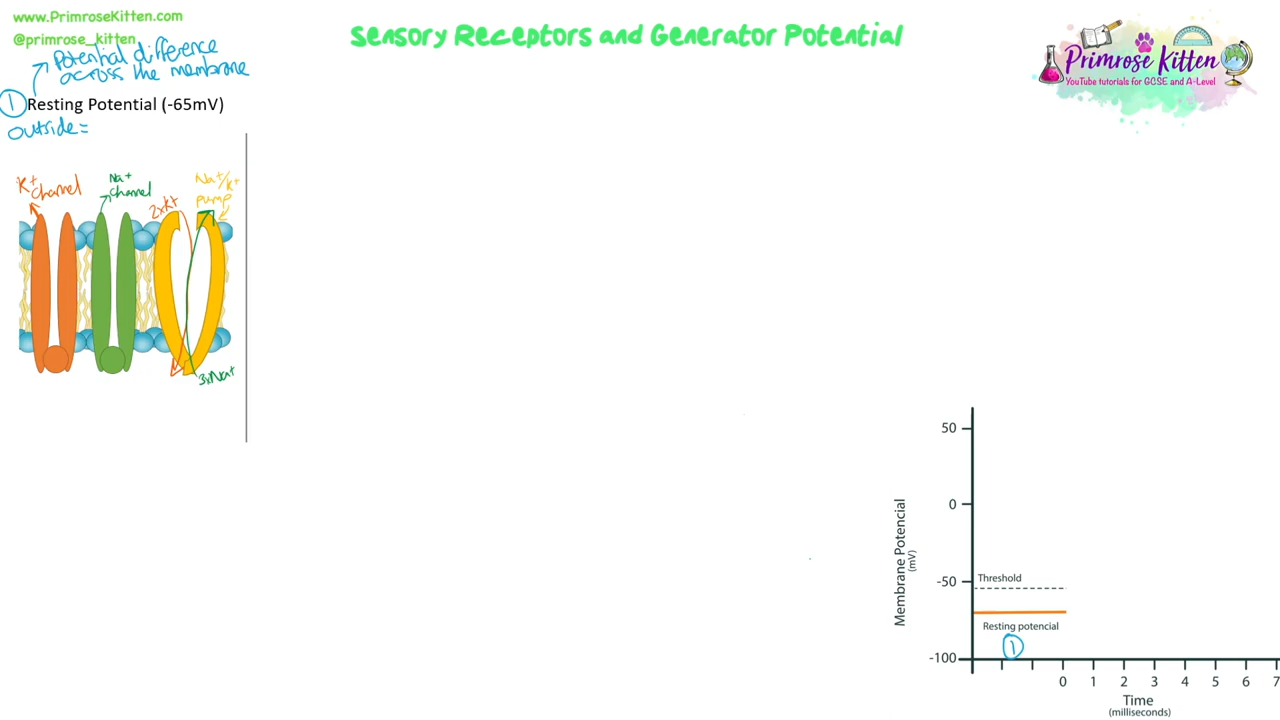 www.PrimroseKitten.com
@primrose_kitten
Sensory Receptors and Generator Potential
Primrose Kitten
YouTube tutorials for GCSE and A-Level
Potential difference
across the membrane
1 Resting Potential (-65mV)
outside=
K+
channel
Na+
channel
Na+/K+
pump
2xK+
3xNa+
50
0
-50
-100
Membrane Potencial
(mV)
Threshold
Resting potencial
1
0 1 2 3 4 5 6 7
Time
(milliseconds)